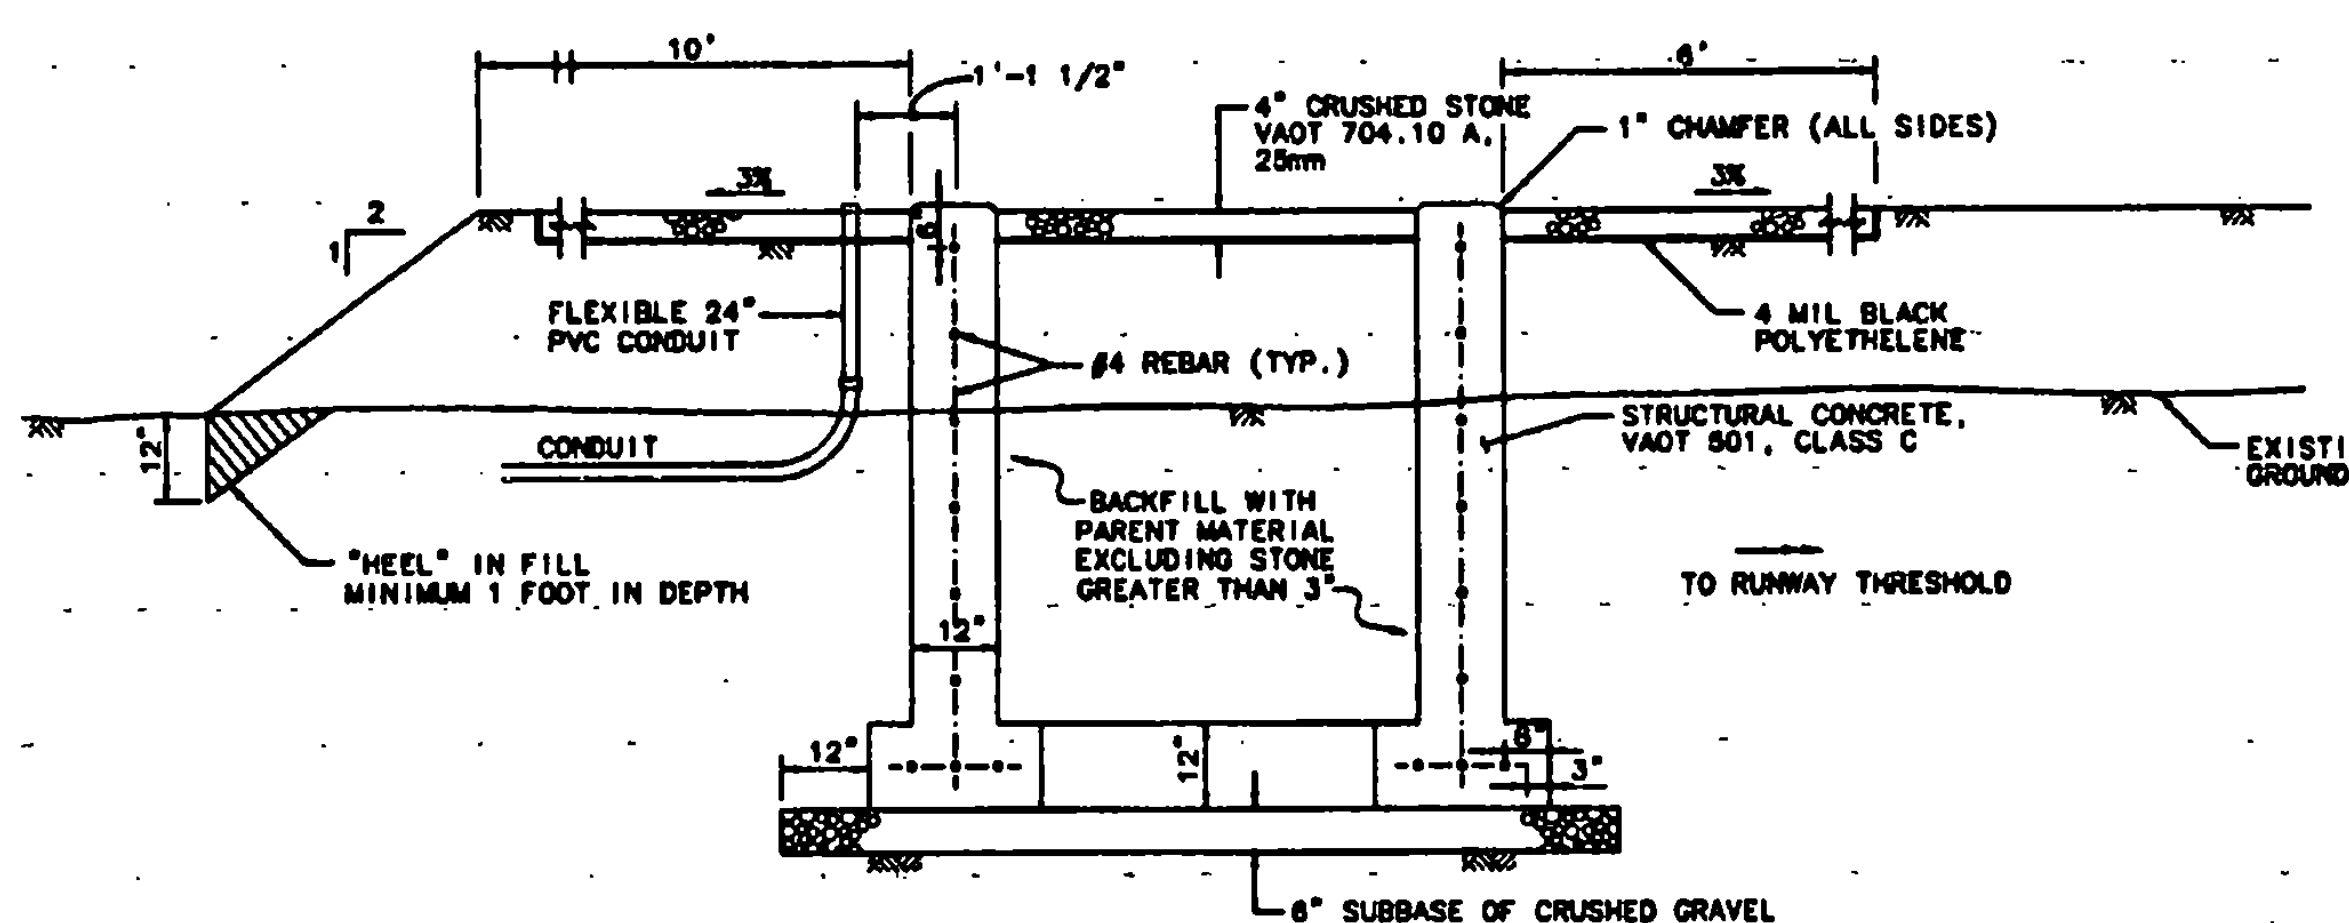 10'
1'-1 1/2"
6'
4" CRUSHED STONE
VAOT 704.10 A,
25mm
1" CHAMFER (ALL SIDES)
3%
3%
2
1
6"
FLEXIBLE 24"
PVC CONDUIT
4 MIL BLACK
POLYETHELENE
#4 REBAR (TYP.)
STRUCTURAL CONCRETE,
VAOT 501, CLASS C
12"
CONDUIT
EXISTI
GROUND
BACKFILL WITH
PARENT MATERIAL
EXCLUDING STONE
GREATER THAN 3"
"HEEL" IN FILL
MINIMUM 1 FOOT IN DEPTH
TO RUNWAY THRESHOLD
12"
12"
12"
6"
3"
6" SUBBASE OF CRUSHED GRAVEL